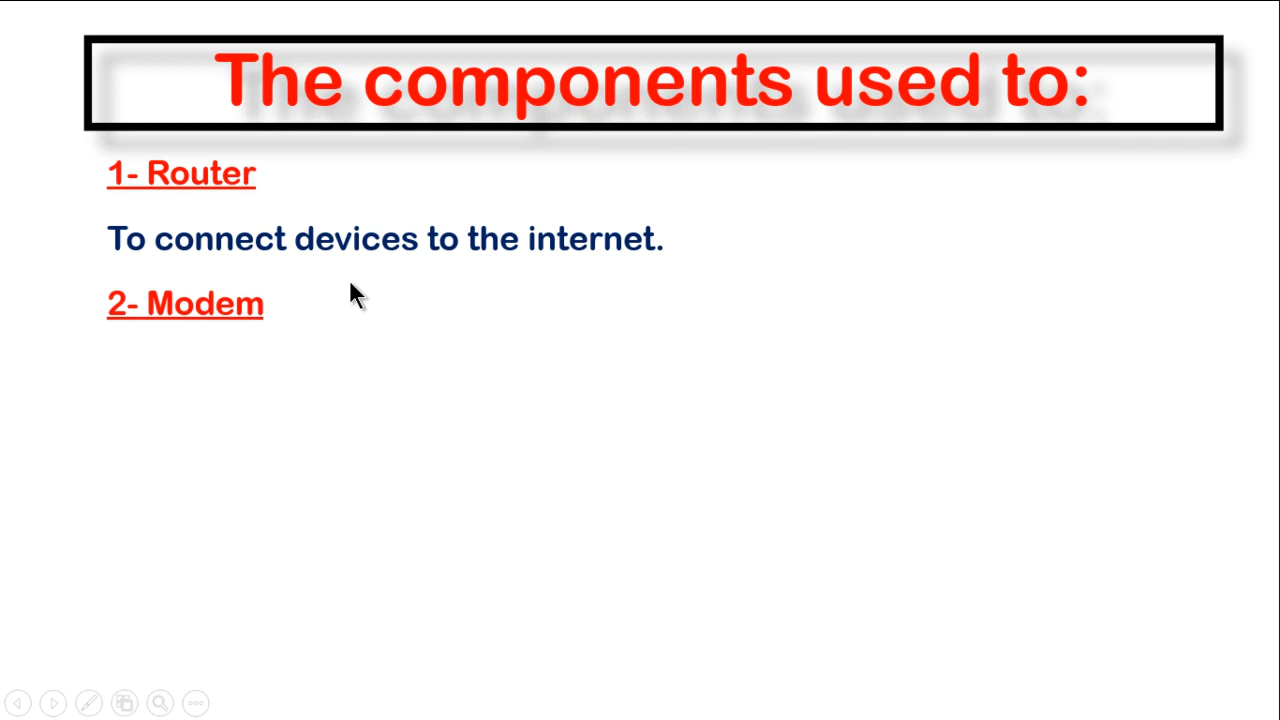 The components used to:
1- Router
To connect devices to the internet.
2- Modem